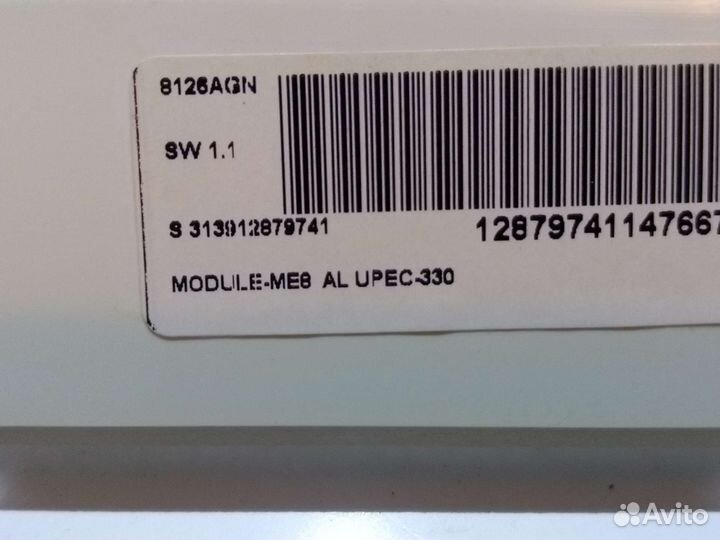 8126AGN
SW 1.1
S 313912879741
12879741147667
MODULE-ME8 AL UPEC-330
Avito